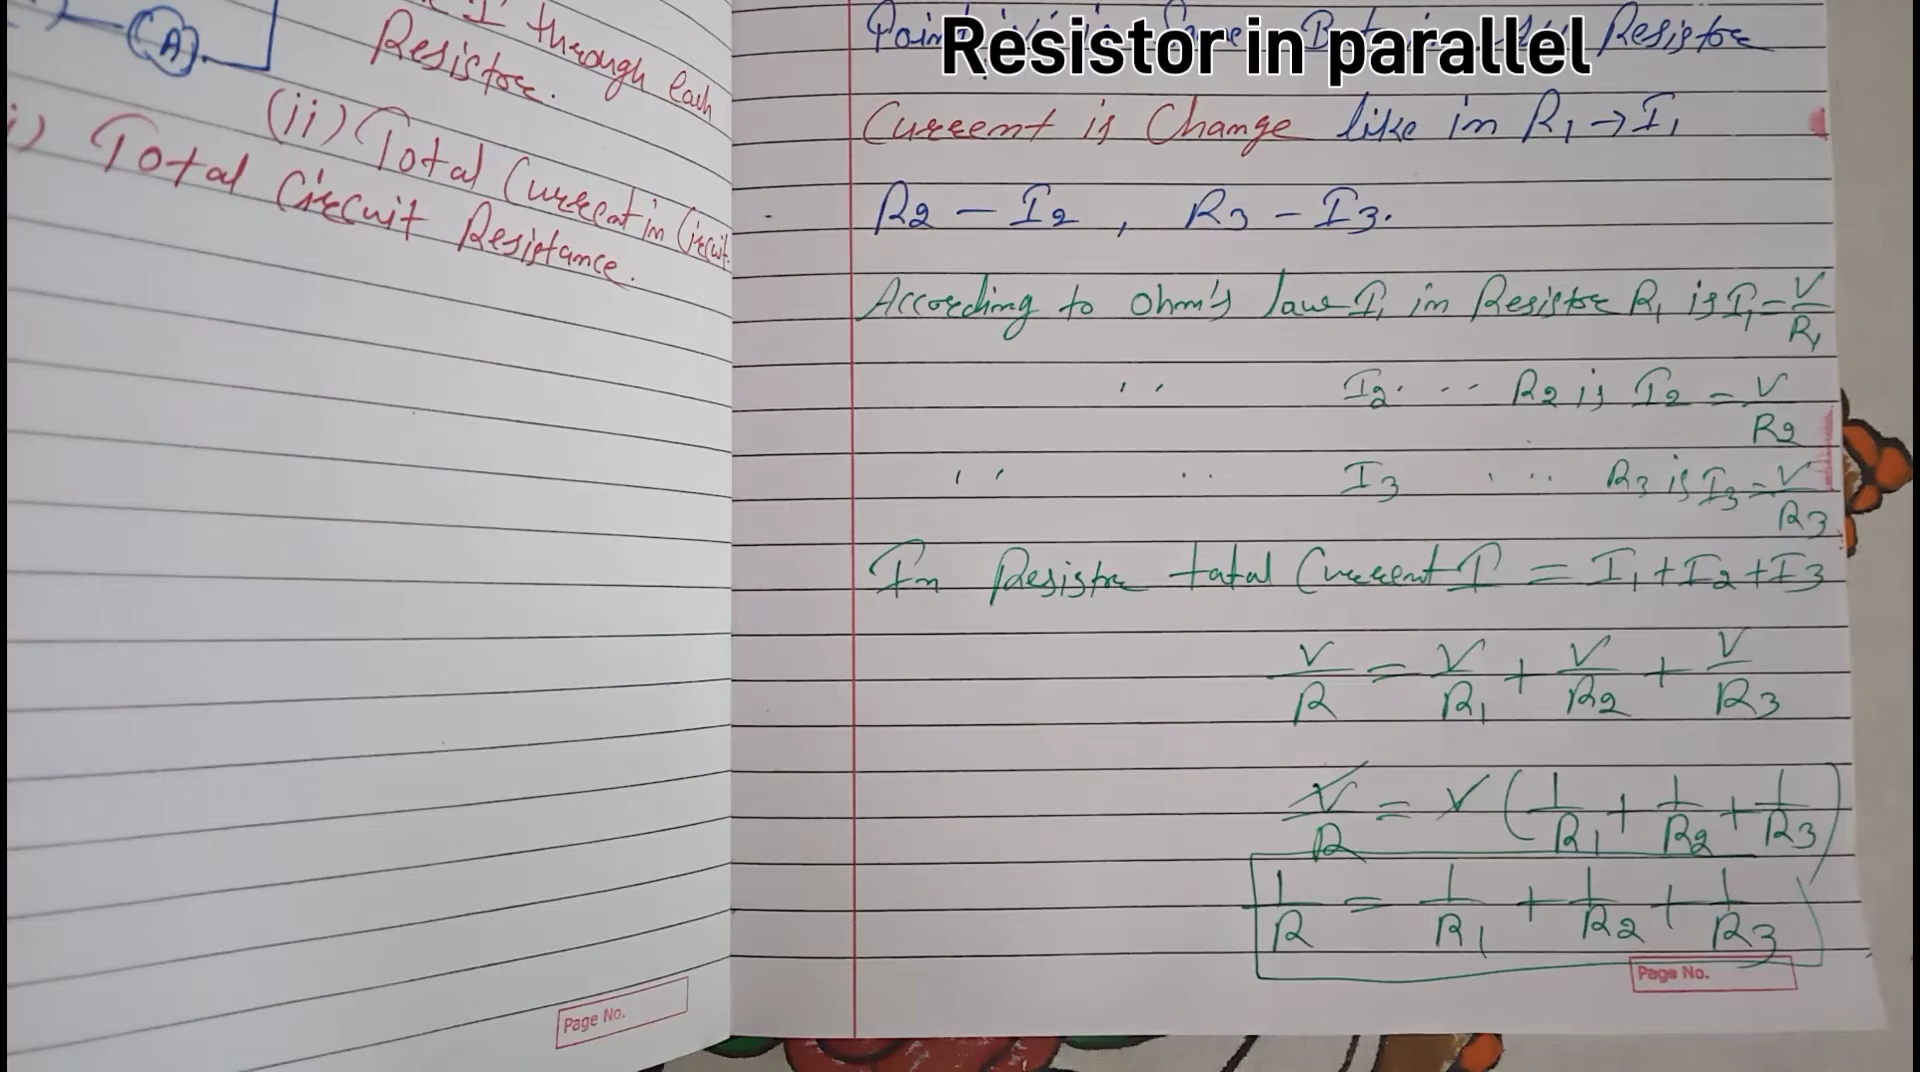 Resistor in parallel
I through each
Resistor.
(ii) Total Current in Circuit.
i) Total Circuit Resistance.
Page No.
Resistor
Current is Change like in R1 → I1
R2 – I2 , R3 – I3.
According to ohm's law I1 in Resistor R1 is I1 = V/R1
" I2 " R2 is I2 = V/R2
" " I3 " " R3 is I3 = V/R3
In Resistor total Current I = I1 + I2 + I3
V/R = V/R1 + V/R2 + V/R3
V/R = V (1/R1 + 1/R2 + 1/R3)
1/R = 1/R1 + 1/R2 + 1/R3
Page No.
A